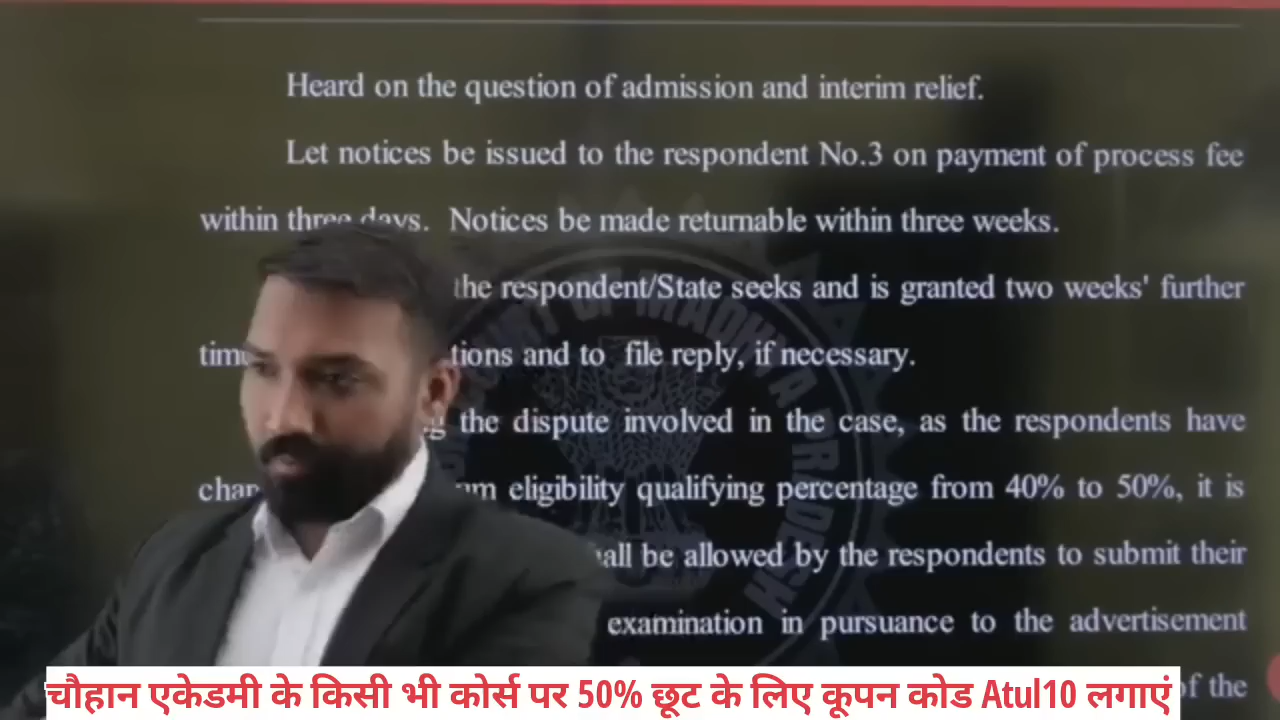 Heard on the question of admission and interim relief.
Let notices be issued to the respondent No.3 on payment of process fee
within three days. Notices be made returnable within three weeks.
the respondent/State seeks and is granted two weeks' further
and to file reply, if necessary.
the dispute involved in the case, as the respondents have
eligibility qualifying percentage from 40% to 50%, it is
be allowed by the respondents to submit their
examination in pursuance to the advertisement
of the
चौहान एकेडमी के किसी भी कोर्स पर 50% छूट के लिए कूपन कोड Atul10 लगाएं